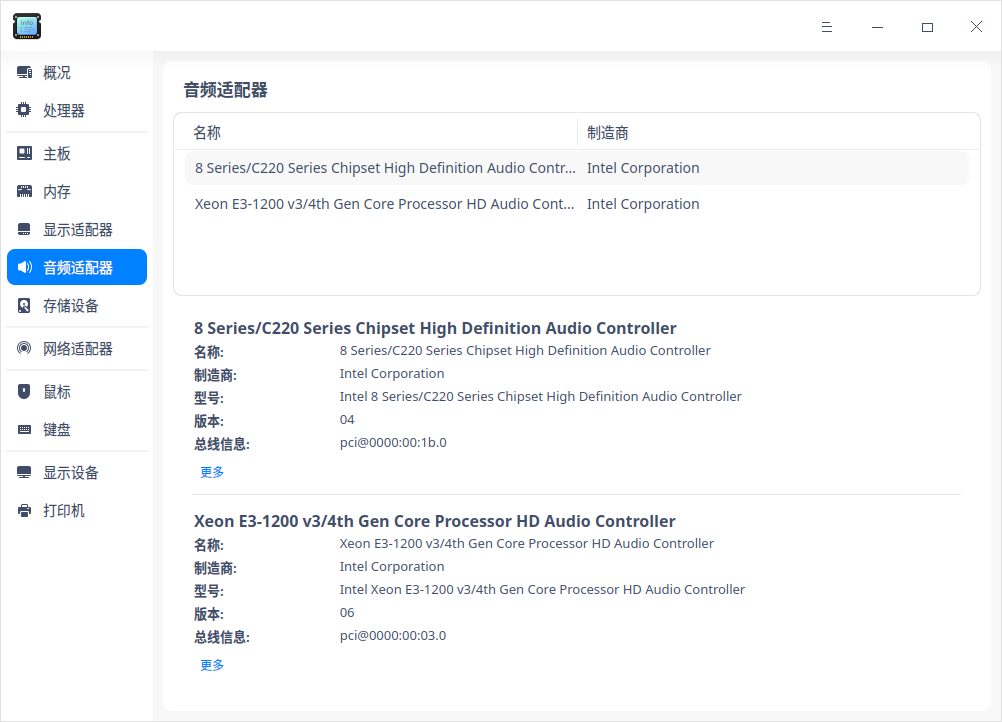 info
概况
处理器
主板
内存
显示适配器
音频适配器
存储设备
网络适配器
鼠标
键盘
显示设备
打印机
音频适配器
名称 制造商
8 Series/C220 Series Chipset High Definition Audio Contr... Intel Corporation
Xeon E3-1200 v3/4th Gen Core Processor HD Audio Cont... Intel Corporation
8 Series/C220 Series Chipset High Definition Audio Controller
名称: 8 Series/C220 Series Chipset High Definition Audio Controller
制造商: Intel Corporation
型号: Intel 8 Series/C220 Series Chipset High Definition Audio Controller
版本: 04
总线信息: pci@0000:00:1b.0
更多
Xeon E3-1200 v3/4th Gen Core Processor HD Audio Controller
名称: Xeon E3-1200 v3/4th Gen Core Processor HD Audio Controller
制造商: Intel Corporation
型号: Intel Xeon E3-1200 v3/4th Gen Core Processor HD Audio Controller
版本: 06
总线信息: pci@0000:00:03.0
更多